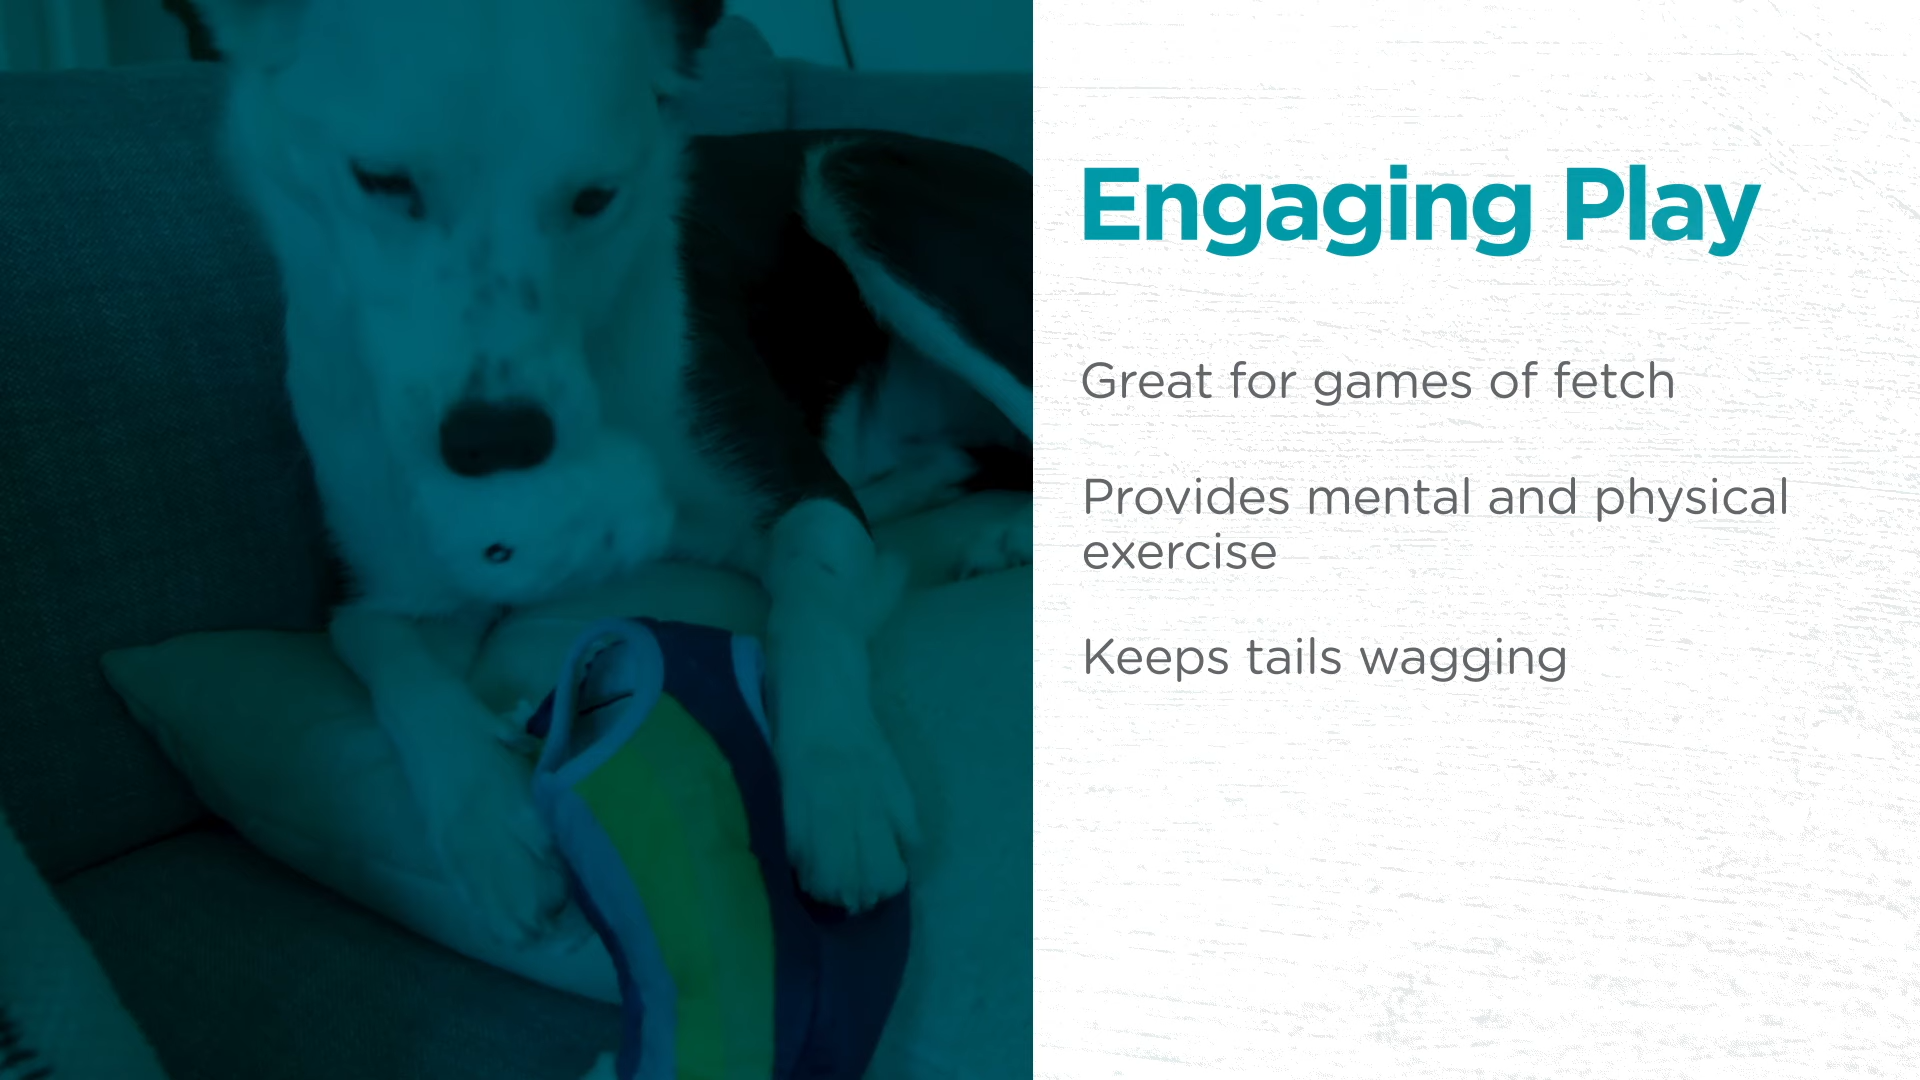 Engaging Play
Great for games of fetch
Provides mental and physical
exercise
Keeps tails wagging